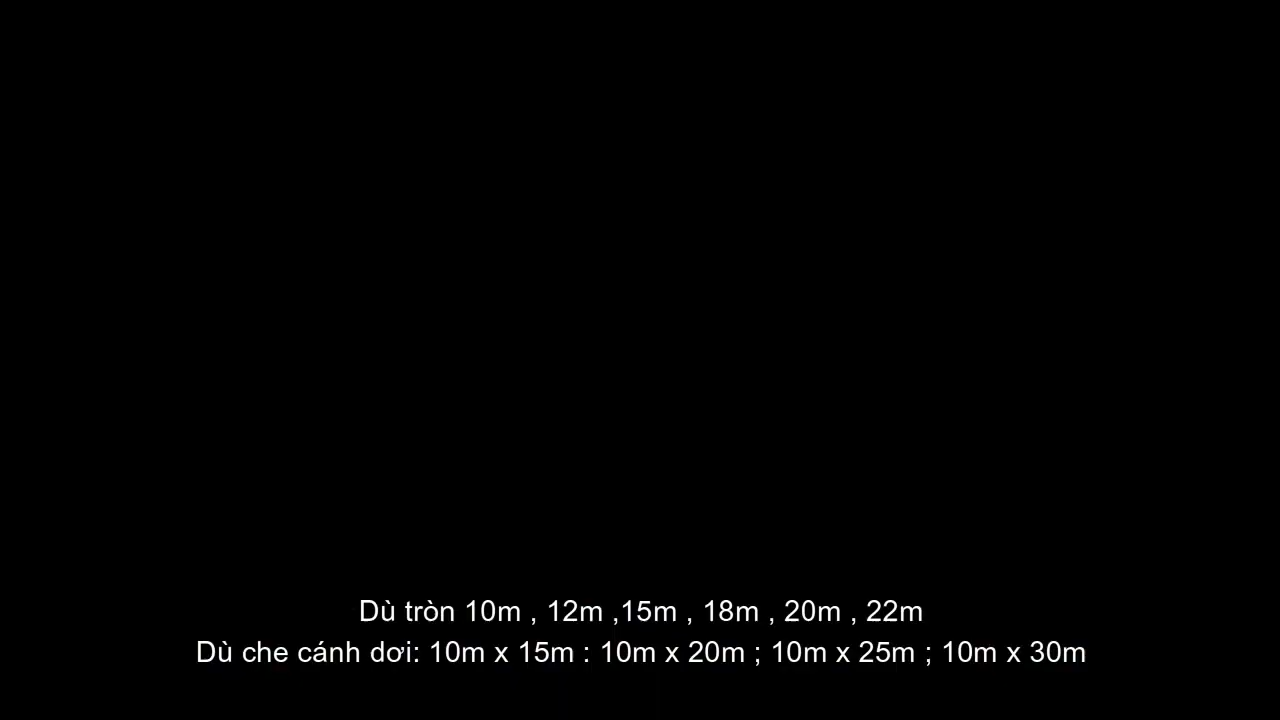 Dù tròn 10m , 12m ,15m , 18m , 20m , 22m
Dù che cánh dơi: 10m x 15m : 10m x 20m ; 10m x 25m ; 10m x 30m